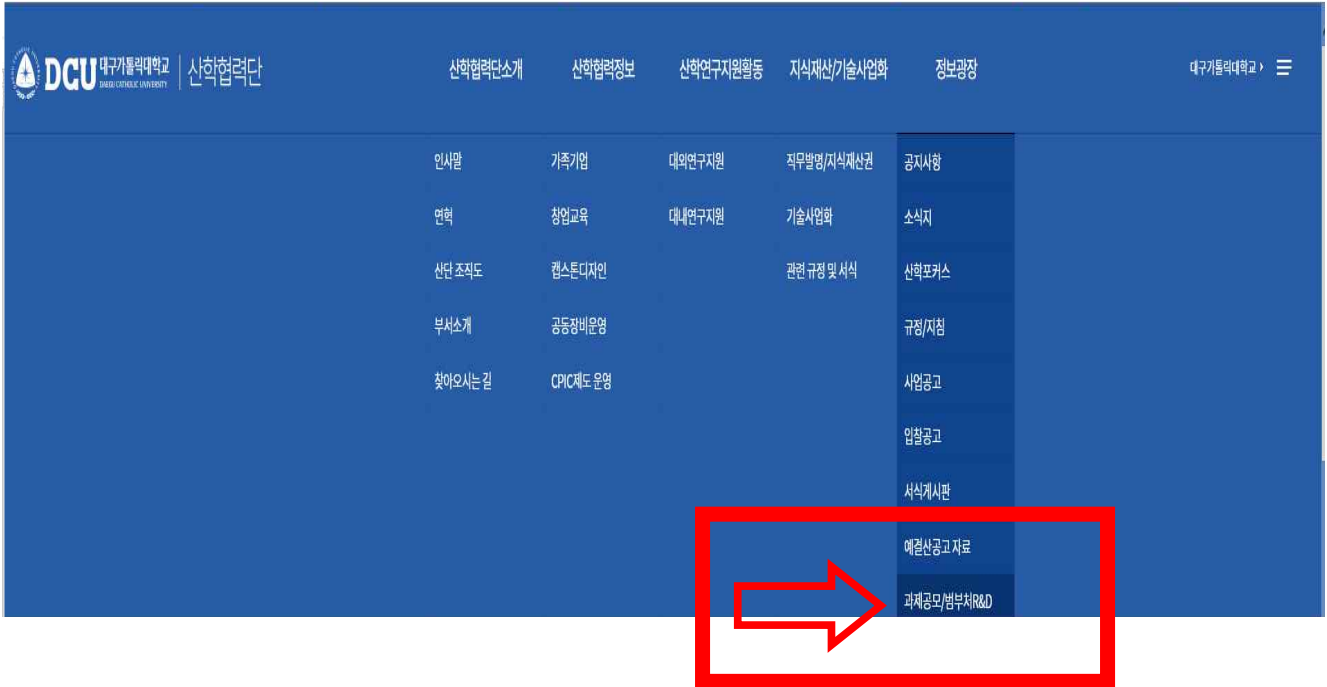 DCU 대구가톨릭대학교 DAEGU CATHOLIC UNIVERSITY 산학협력단
산학협력단소개 산학협력정보 산학연구지원활동 지식재산/기술사업화 정보광장 대구가톨릭대학교
인사말 가족기업 대외연구지원 직무발명/지식재산권 공지사항
연혁 창업교육 대내연구지원 기술사업화 소식지
산단 조직도 캡스톤디자인 관련 규정 및 서식 산학포커스
부서소개 공동장비운영 규정/지침
찾아오시는 길 CPIC제도 운영 사업공고
입찰공고
서식게시판
예결산공고 자료
과제공모/범부처R&D